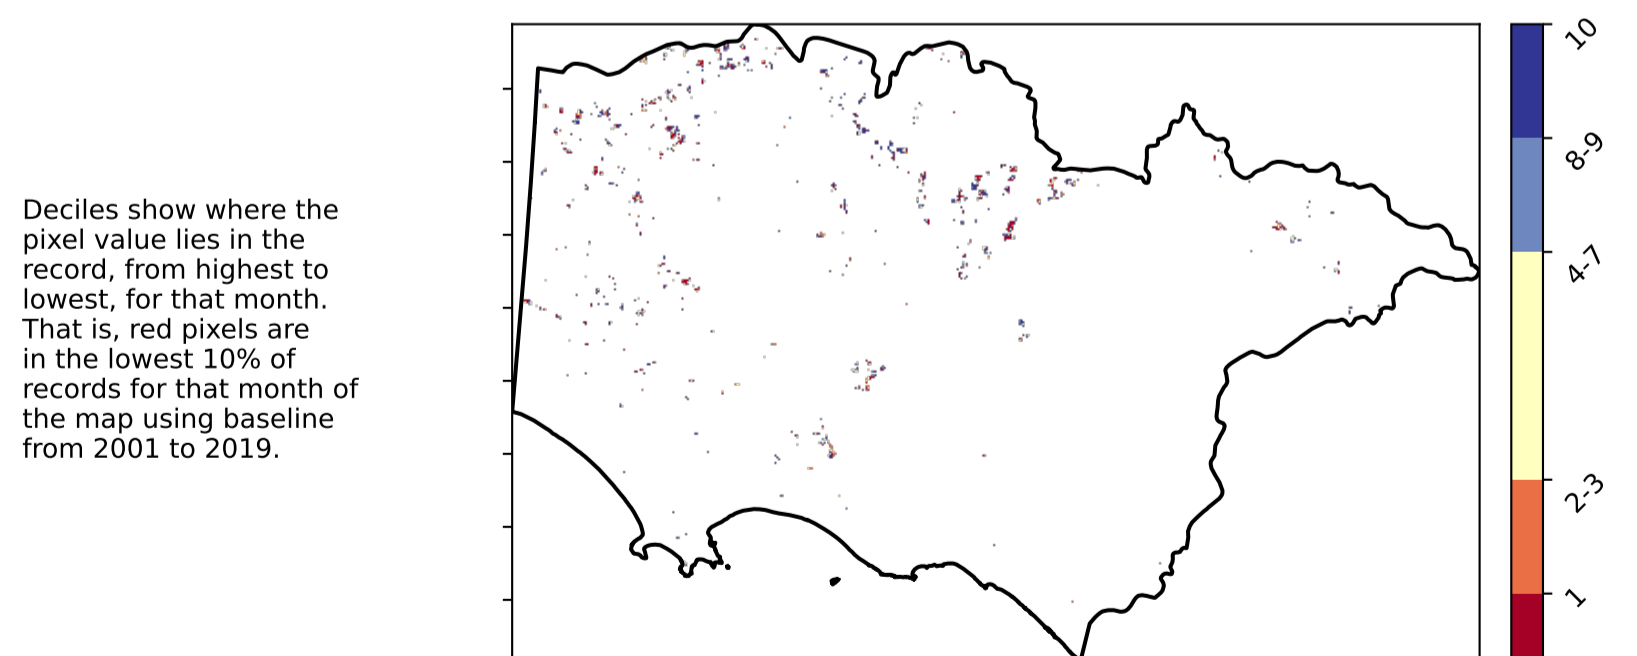 Deciles show where the
pixel value lies in the
record, from highest to
lowest, for that month.
That is, red pixels are
in the lowest 10% of
records for that month of
the map using baseline
from 2001 to 2019.
10
8-9
4-7
2-3
1